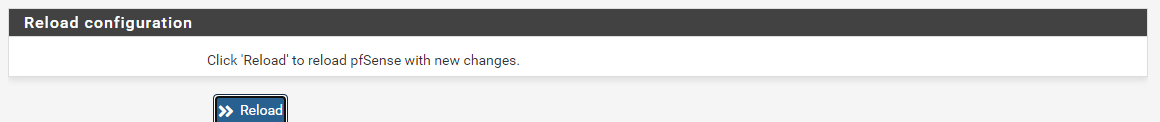 Reload configuration
Click 'Reload' to reload pfSense with new changes.
Reload